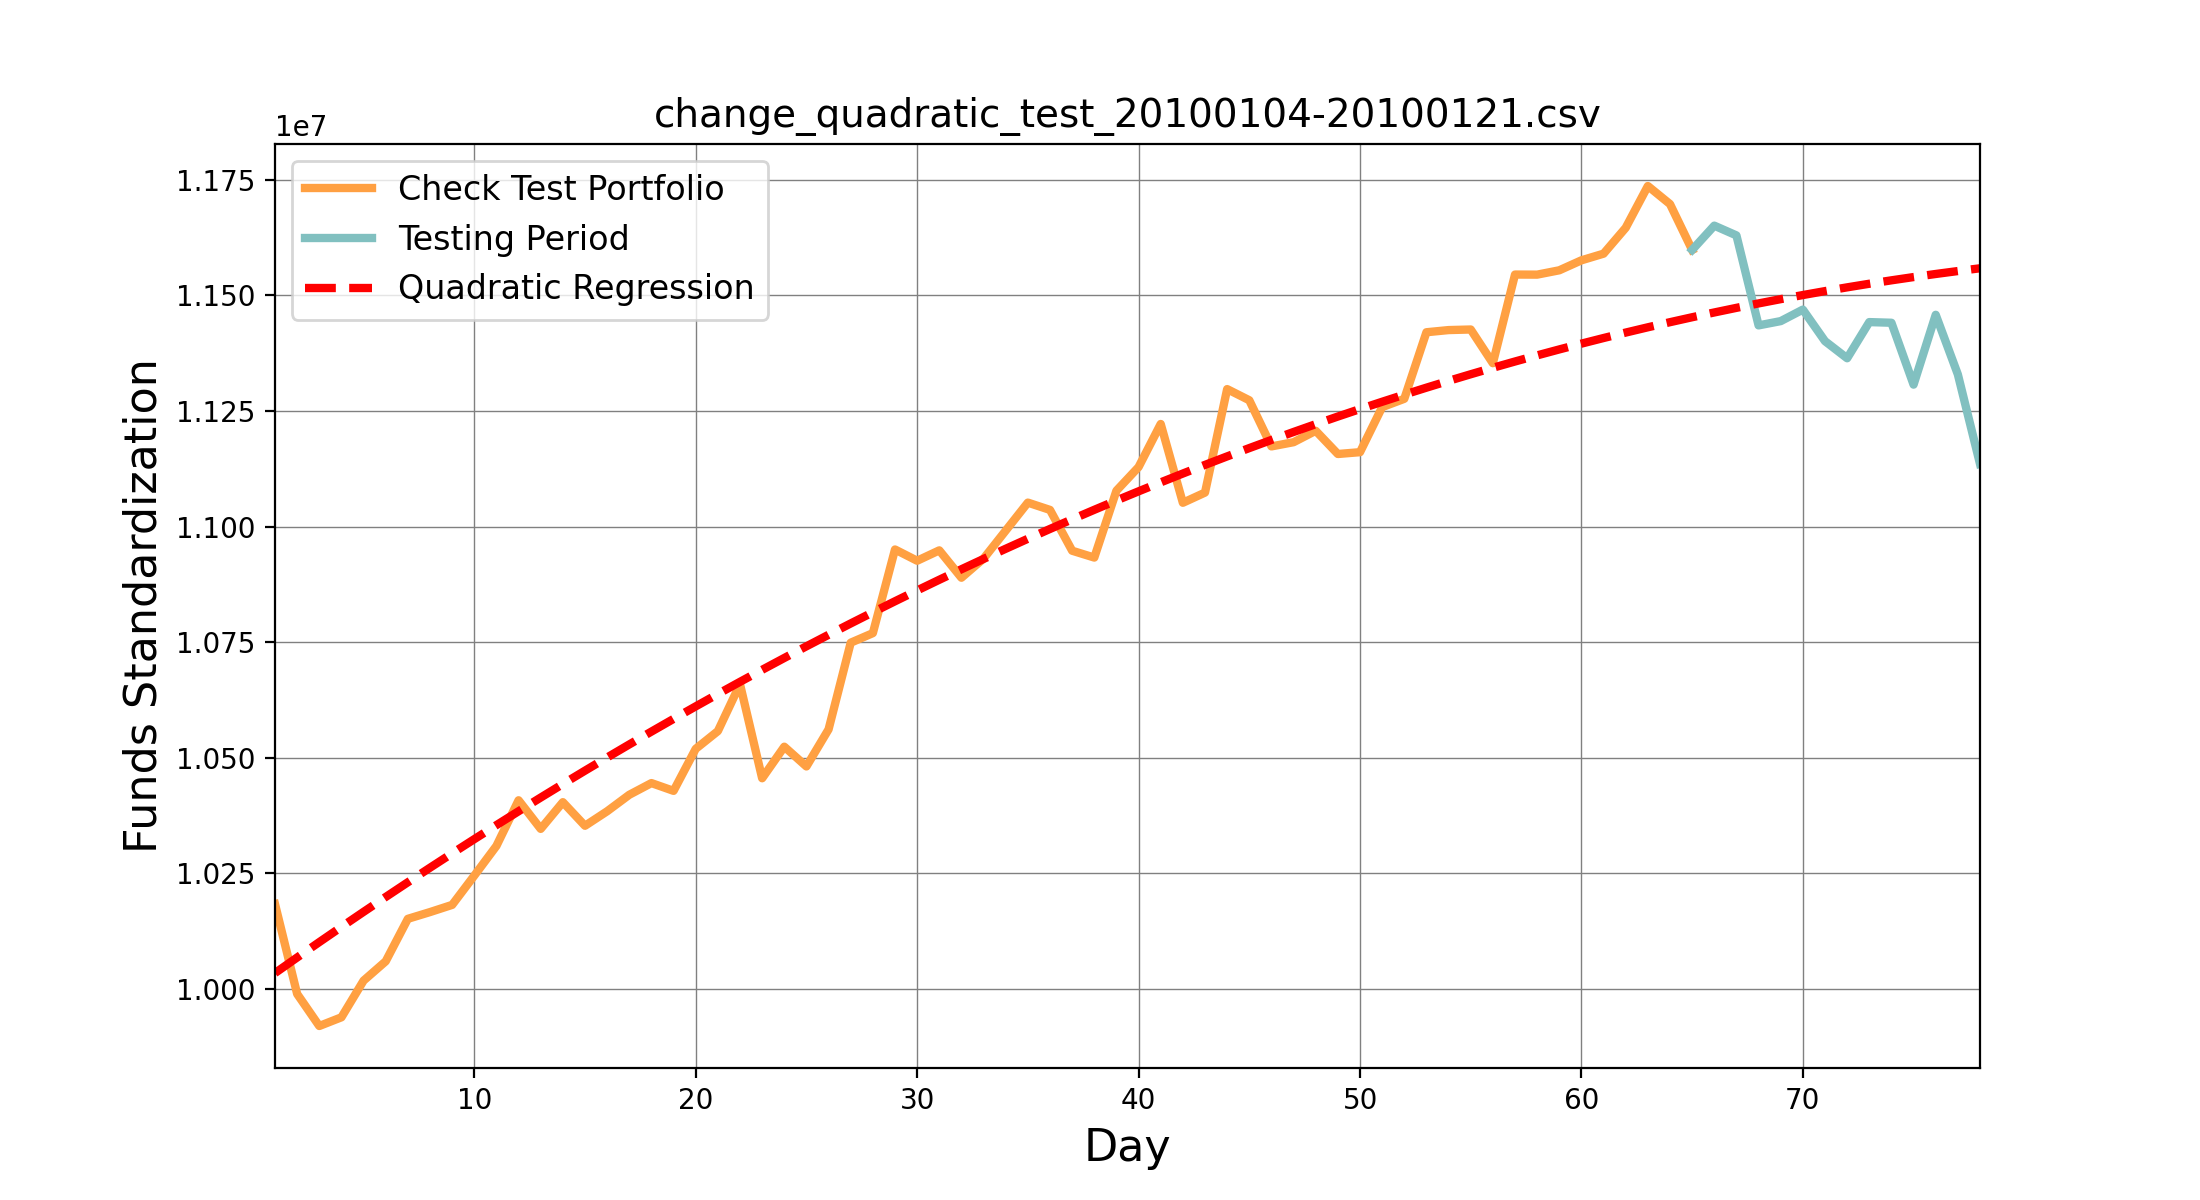 change_quadratic_test_20100104-20100121.csv
1e7
Check Test Portfolio
Testing Period
Quadratic Regression
1.175
1.150
1.125
1.100
1.075
1.050
1.025
1.000
Funds Standardization
10 20 30 40 50 60 70
Day